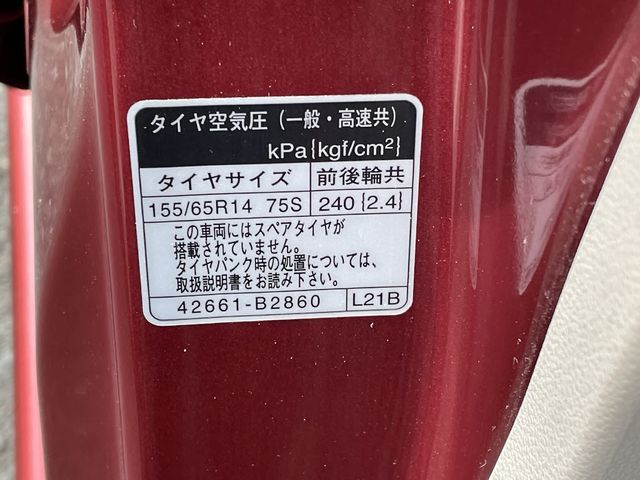 タイヤ空気圧（一般・高速共）
kPa{kgf/cm²}
タイヤサイズ 前後輪共
155/65R14 75S 240{2.4}
この車両にはスペアタイヤが
搭載されていません。
タイヤパンク時の処置については、
取扱説明書をお読み下さい。
42661-B2860 L21B